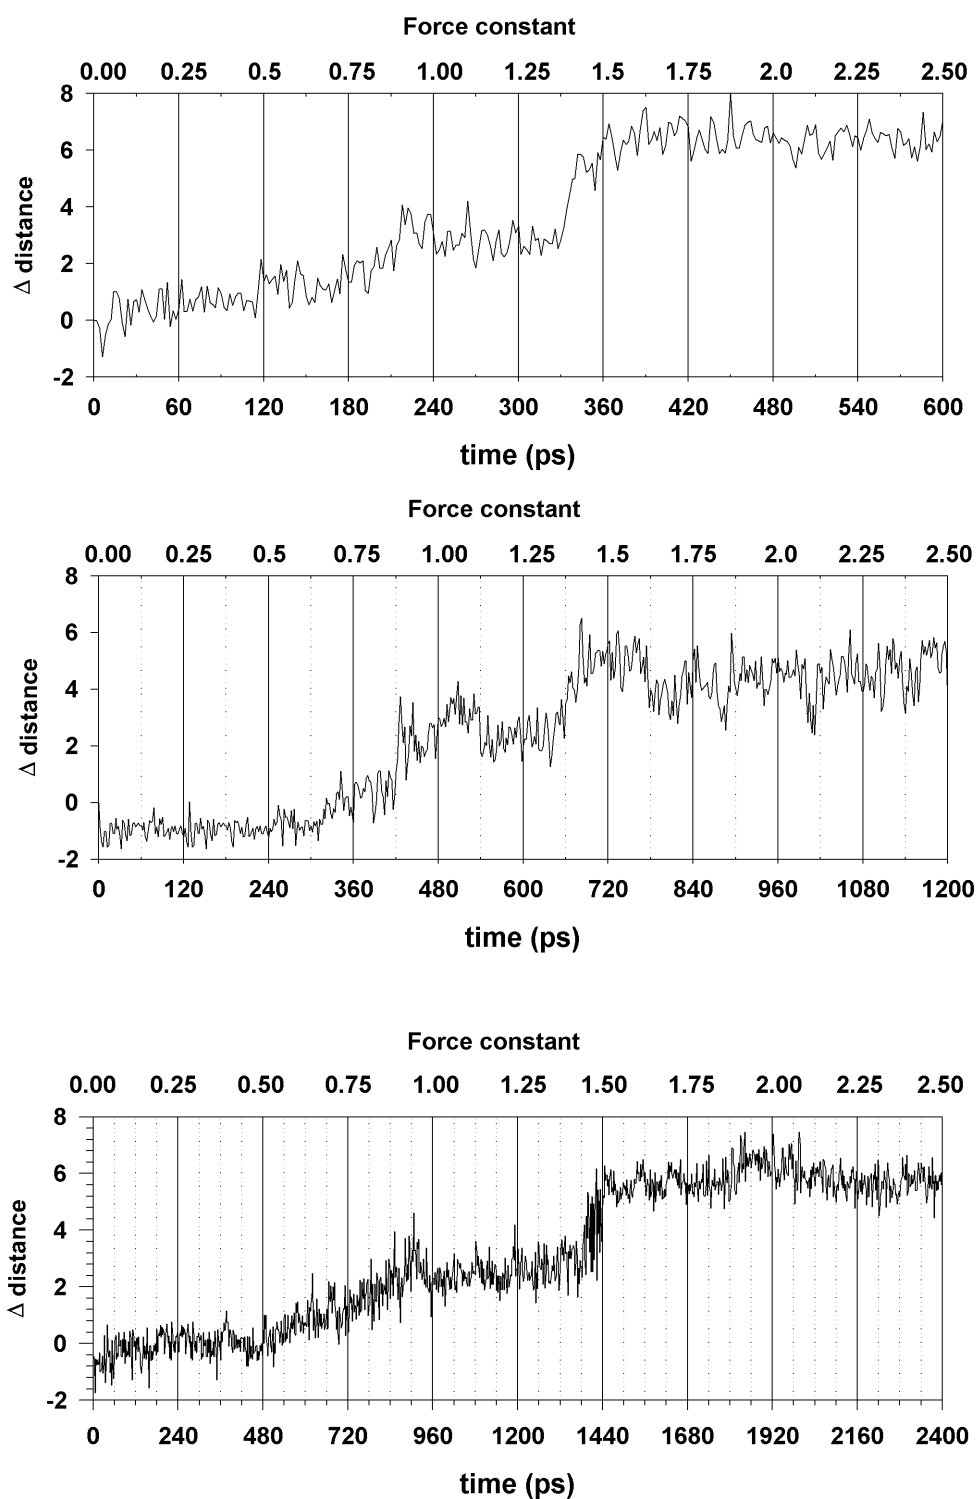 Force constant
0.00 0.25 0.5 0.75 1.00 1.25 1.5 1.75 2.0 2.25 2.50
8
6
4
2
0
-2
Δ distance
0 60 120 180 240 300 360 420 480 540 600
time (ps)
Force constant
0.00 0.25 0.5 0.75 1.00 1.25 1.5 1.75 2.0 2.25 2.50
8
6
4
2
0
-2
Δ distance
0 120 240 360 480 600 720 840 960 1080 1200
time (ps)
Force constant
0.00 0.25 0.50 0.75 1.00 1.25 1.50 1.75 2.00 2.25 2.50
8
6
4
2
0
-2
Δ distance
0 240 480 720 960 1200 1440 1680 1920 2160 2400
time (ps)